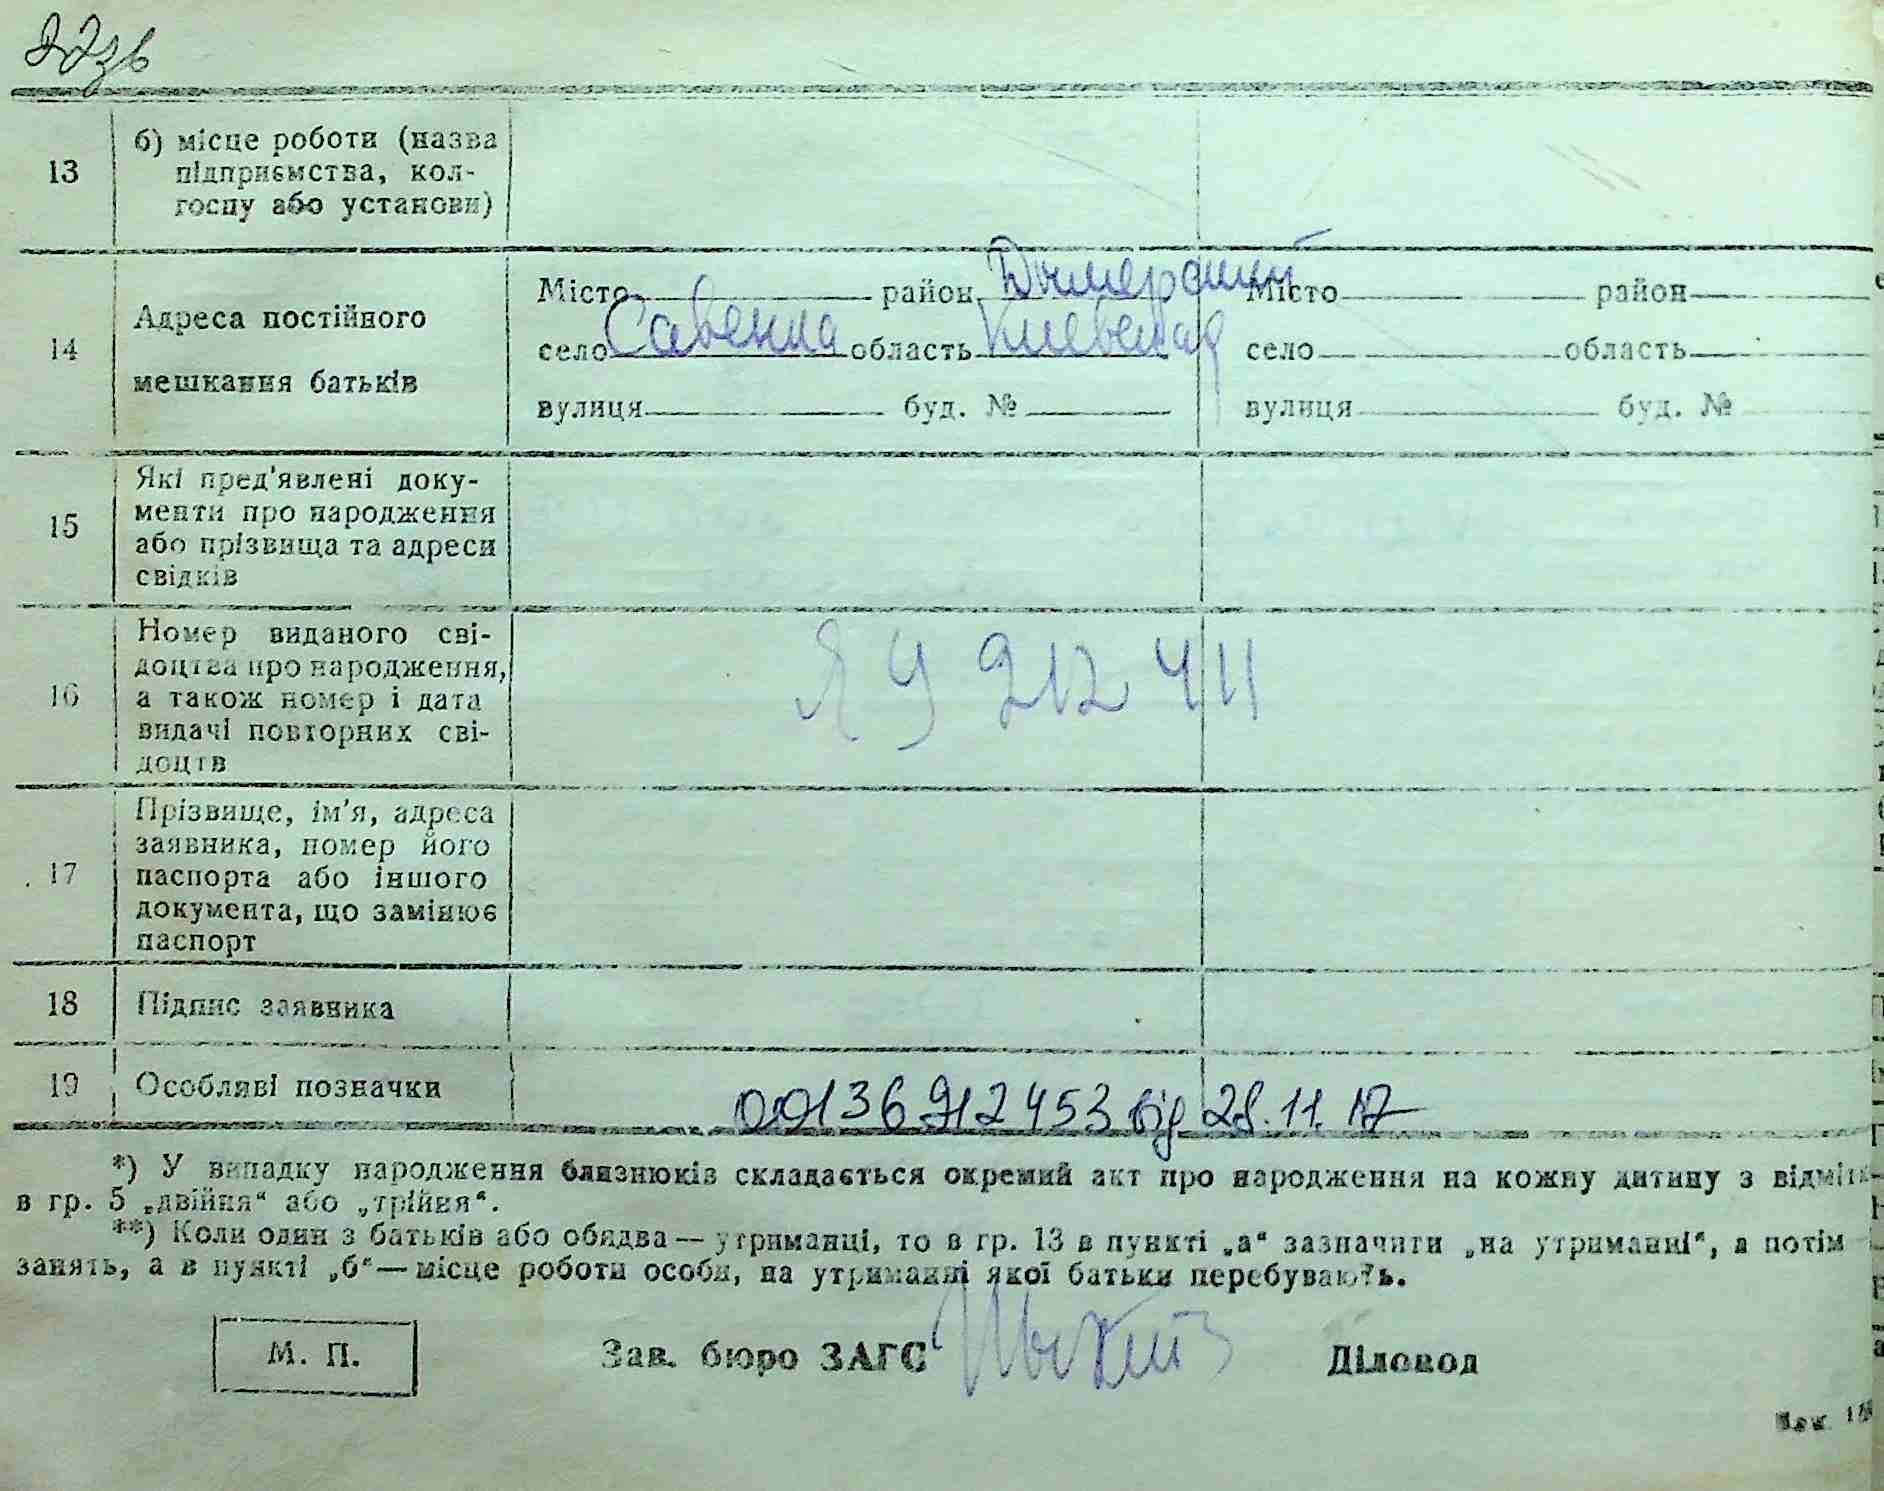 22зв
13
б) місце роботи (назва
підприємства, кол-
госпу або установи)
14
Адреса постійного
мешкання батьків
Місто район Дымерский
село Савенка область Киевская
вулиця буд. №
Місто район
село область
вулиця буд. №
15
Які пред'явлені доку-
менти про народження
або прізвища та адреси
свідків
16
Номер виданого сві-
доцтва про народження,
а також номер і дата
видачі повторних сві-
доцтв
ЯУ 212411
17
Прізвище, ім'я, адреса
заявника, номер його
паспорта або іншого
документа, що замінює
паспорт
18
Підпис заявника
19
Особливі позначки
00136912453 від 28.11.17
*) У випадку народження близнюків складається окремий акт про народження на кожну дитину з відмітк-
в гр. 5 „двійня“ або „трійня“.
**) Коли один з батьків або обидва — утриманці, то в гр. 13 в пункті „а“ зазначити „на утриманні“, а потім
занять, а в пункті „б“ — місце роботи особи, на утриманні якої батьки перебувають.
М. П.
Зав. бюро ЗАГС
Діловод
Зак.